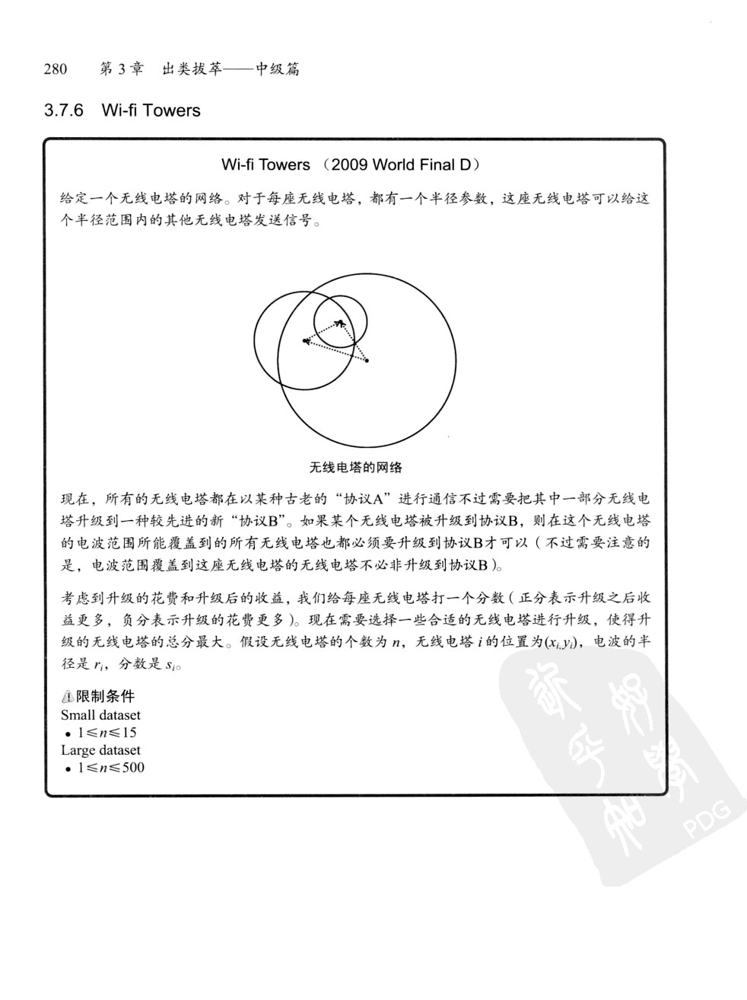 280 第 3 章 出类拔萃——中级篇
3.7.6 Wi-fi Towers
Wi-fi Towers （2009 World Final D）
给定一个无线电塔的网络。对于每座无线电塔，都有一个半径参数，这座无线电塔可以给这
个半径范围内的其他无线电塔发送信号。
无线电塔的网络
现在，所有的无线电塔都在以某种古老的“协议A”进行通信不过需要把其中一部分无线电
塔升级到一种较先进的新“协议B”。如果某个无线电塔被升级到协议B，则在这个无线电塔
的电波范围所能覆盖到的所有无线电塔也都必须要升级到协议B才可以（不过需要注意的
是，电波范围覆盖到这座无线电塔的无线电塔不必非升级到协议B）。
考虑到升级的花费和升级后的收益，我们给每座无线电塔打一个分数（正分表示升级之后收
益更多，负分表示升级的花费更多）。现在需要选择一些合适的无线电塔进行升级，使得升
级的无线电塔的总分最大。假设无线电塔的个数为 n，无线电塔 i 的位置为(xi,yi)，电波的半
径是 ri，分数是 si。
限制条件
Small dataset
● 1≤n≤15
Large dataset
● 1≤n≤500
PDG